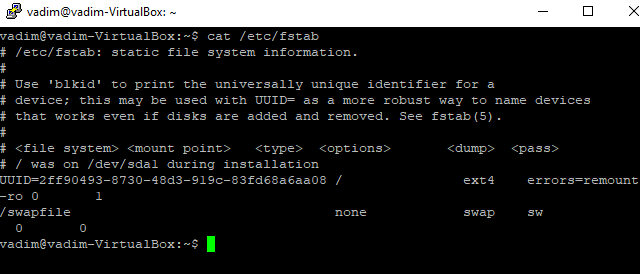 vadim@vadim-VirtualBox: ~
vadim@vadim-VirtualBox:~$ cat /etc/fstab
# /etc/fstab: static file system information.
#
# Use 'blkid' to print the universally unique identifier for a
# device; this may be used with UUID= as a more robust way to name devices
# that works even if disks are added and removed. See fstab(5).
#
# <file system> <mount point>   <type>  <options>       <dump>  <pass>
# / was on /dev/sda1 during installation
UUID=2ff90493-8730-48d3-919c-83fd68a6aa08 /               ext4    errors=remount
-ro 0       1
/swapfile                                 none            swap    sw
  0       0
vadim@vadim-VirtualBox:~$